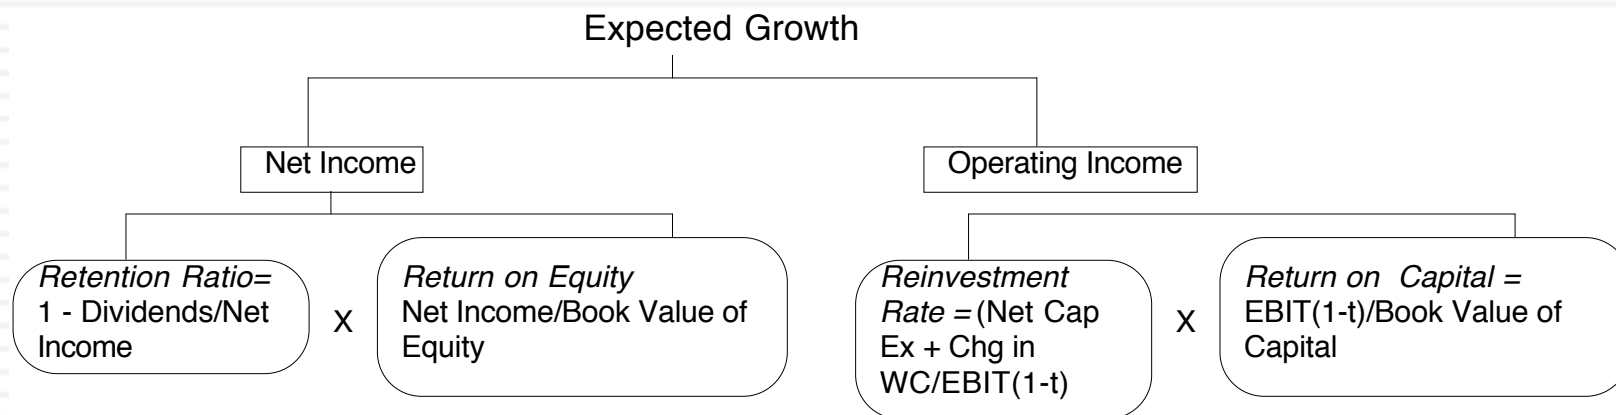 Expected Growth
Net Income
Operating Income
Retention Ratio=
1 - Dividends/Net
Income
X
Return on Equity
Net Income/Book Value of
Equity
Reinvestment
Rate = (Net Cap
Ex + Chg in
WC/EBIT(1-t)
X
Return on Capital =
EBIT(1-t)/Book Value of
Capital